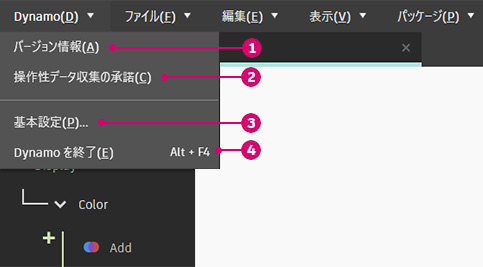 Dynamo(D) ファイル(F) 編集(E) 表示(V) パッケージ(P)
バージョン情報(A) 1
操作性データ収集の承諾(C) 2
基本設定(P)... 3
Dynamo を終了(E) Alt + F4 4
Display
Color
Add